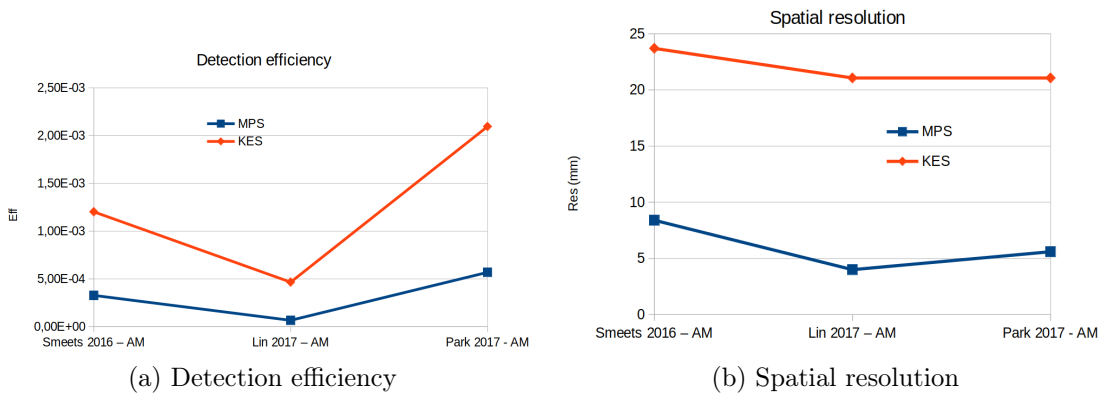 Detection efficiency
2,50E-03
2,00E-03
1,50E-03
1,00E-03
5,00E-04
0,00E+00
Eff
MPS
KES
Smeets 2016 – AM
Lin 2017 – AM
Park 2017 - AM
(a) Detection efficiency
Spatial resolution
25
20
15
10
5
0
Res (mm)
MPS
KES
Smeets 2016 – AM
Lin 2017 – AM
Park 2017 - AM
(b) Spatial resolution